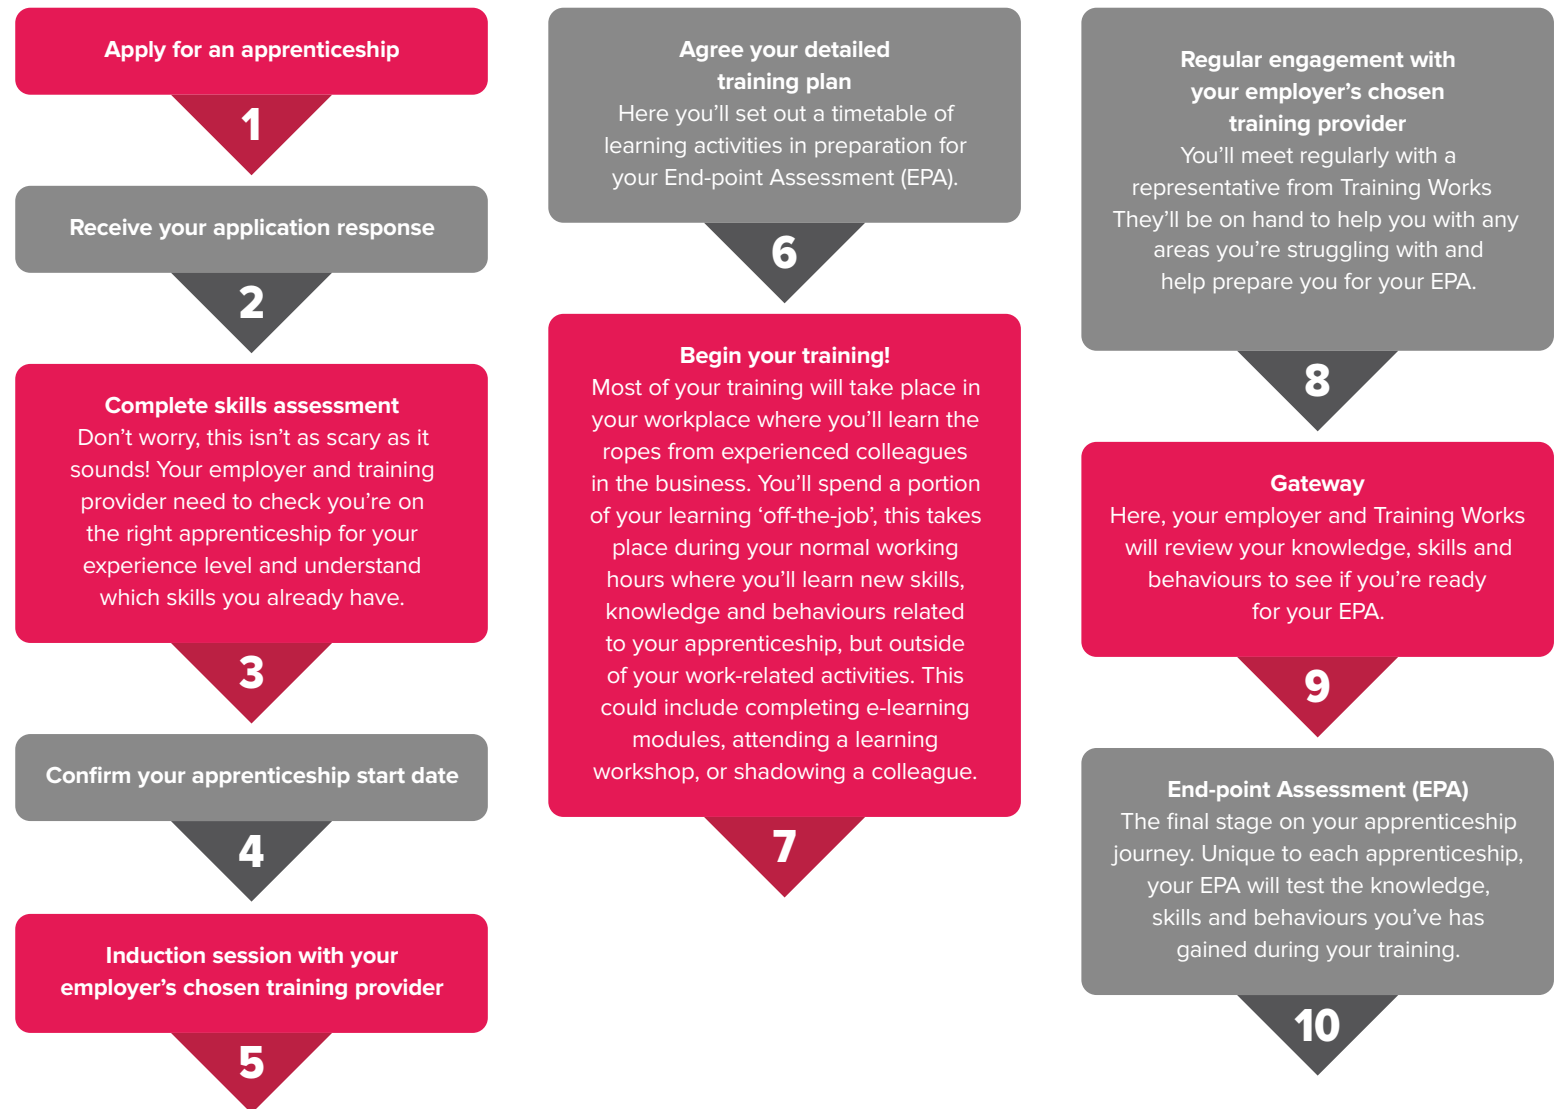 Apply for an apprenticeship
1
Receive your application response
2
Complete skills assessment
Don't worry, this isn't as scary as it
sounds! Your employer and training
provider need to check you're on
the right apprenticeship for your
experience level and understand
which skills you already have.
3
Confirm your apprenticeship start date
4
Induction session with your
employer's chosen training provider
5
Agree your detailed
training plan
Here you'll set out a timetable of
learning activities in preparation for
your End-point Assessment (EPA).
6
Begin your training!
Most of your training will take place in
your workplace where you'll learn the
ropes from experienced colleagues
in the business. You'll spend a portion
of your learning 'off-the-job', this takes
place during your normal working
hours where you'll learn new skills,
knowledge and behaviours related
to your apprenticeship, but outside
of your work-related activities. This
could include completing e-learning
modules, attending a learning
workshop, or shadowing a colleague.
7
Regular engagement with
your employer's chosen
training provider
You'll meet regularly with a
representative from Training Works
They'll be on hand to help you with any
areas you're struggling with and
help prepare you for your EPA.
8
Gateway
Here, your employer and Training Works
will review your knowledge, skills and
behaviours to see if you're ready
for your EPA.
9
End-point Assessment (EPA)
The final stage on your apprenticeship
journey. Unique to each apprenticeship,
your EPA will test the knowledge,
skills and behaviours you've has
gained during your training.
10